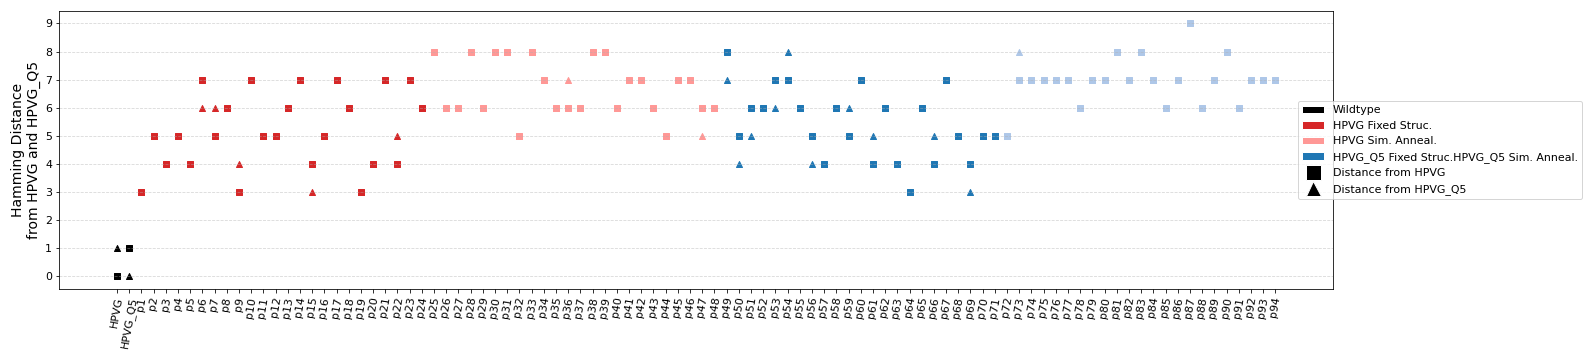 Hamming Distance
from HPVG and HPVG_Q5
9
8
7
6
5
4
3
2
1
0
HPVG
HPVG_Q5
p1
p2
p3
p4
p5
p6
p7
p8
p9
p10
p11
p12
p13
p14
p15
p16
p17
p18
p19
p20
p21
p22
p23
p24
p25
p26
p27
p28
p29
p30
p31
p32
p33
p34
p35
p36
p37
p38
p39
p40
p41
p42
p43
p44
p45
p46
p47
p48
p49
p50
p51
p52
p53
p54
p55
p56
p57
p58
p59
p60
p61
p62
p63
p64
p65
p66
p67
p68
p69
p70
p71
p72
p73
p74
p75
p76
p77
p78
p79
p80
p81
p82
p83
p84
p85
p86
p87
p88
p89
p90
p91
p92
p93
p94
Wildtype
HPVG Fixed Struc.
HPVG Sim. Anneal.
HPVG_Q5 Fixed Struc.HPVG_Q5 Sim. Anneal.
Distance from HPVG
Distance from HPVG_Q5